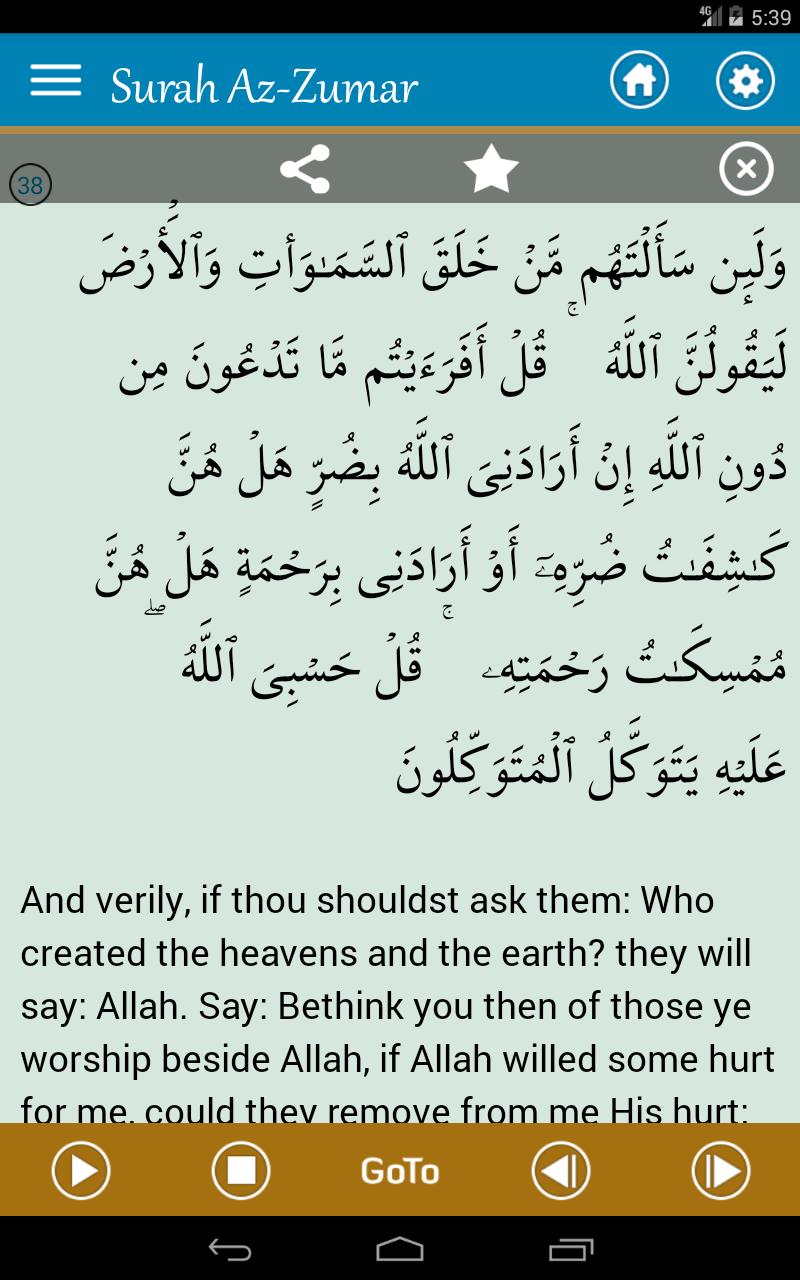 4G 5:39
Surah Az-Zumar
38
وَلَئِن سَأَلْتَهُم مَّنْ خَلَقَ ٱلسَّمَـٰوَٰتِ وَٱلْأَرْضَ
لَيَقُولُنَّ ٱللَّهُ ۚ قُلْ أَفَرَءَيْتُم مَّا تَدْعُونَ مِن
دُونِ ٱللَّهِ إِنْ أَرَادَنِىَ ٱللَّهُ بِضُرٍّ هَلْ هُنَّ
كَـٰشِفَـٰتُ ضُرِّهِۦٓ أَوْ أَرَادَنِى بِرَحْمَةٍ هَلْ هُنَّ
مُمْسِكَـٰتُ رَحْمَتِهِۦ ۚ قُلْ حَسْبِىَ ٱللَّهُ ۖ
عَلَيْهِ يَتَوَكَّلُ ٱلْمُتَوَكِّلُونَ
And verily, if thou shouldst ask them: Who
created the heavens and the earth? they will
say: Allah. Say: Bethink you then of those ye
worship beside Allah, if Allah willed some hurt
for me, could they remove from me His hurt;
GoTo